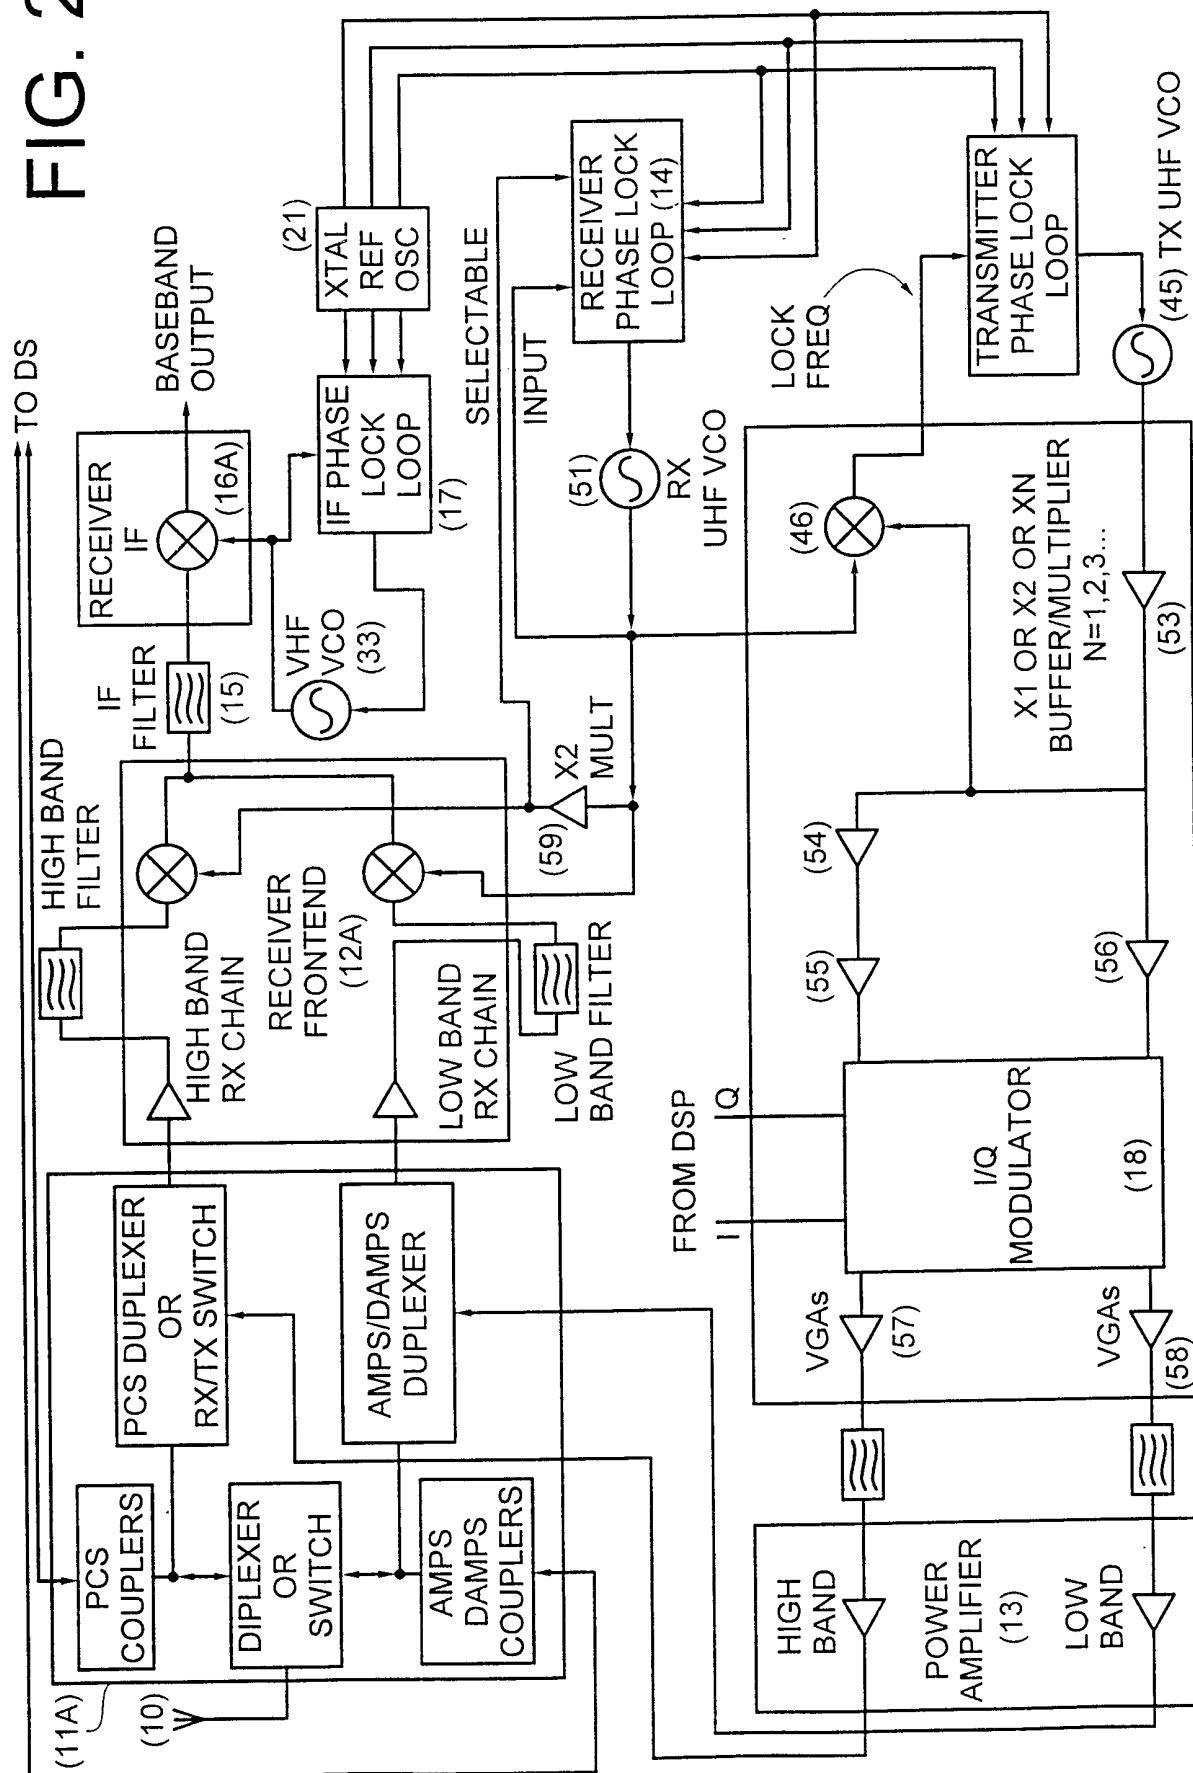 FIG. 2
TO DS
BASEBAND
OUTPUT
RECEIVER
IF
(16A)
IF
FILTER
(15)
VHF
VCO
(33)
IF PHASE
LOCK
LOOP
(17)
(21)
XTAL
REF
OSC
HIGH BAND
FILTER
HIGH BAND
RX CHAIN
RECEIVER
FRONTEND
(12A)
LOW BAND
RX CHAIN
LOW
BAND FILTER
(59)
X2
MULT
SELECTABLE
INPUT
RECEIVER
PHASE LOCK
LOOP (14)
(51)
RX
UHF VCO
LOCK
FREQ
TRANSMITTER
PHASE LOCK
LOOP
(45) TX UHF VCO
(46)
X1 OR X2 OR XN
BUFFER/MULTIPLIER
N=1,2,3...
(53)
(54)
(55)
(56)
FROM DSP
I
Q
I/Q
MODULATOR
(18)
VGAs
(57)
VGAs
(58)
HIGH
BAND
POWER
AMPLIFIER
(13)
LOW
BAND
PCS DUPLEXER
OR
RX/TX SWITCH
AMPS/DAMPS
DUPLEXER
PCS
COUPLERS
DIPLEXER
OR
SWITCH
AMPS
DAMPS
COUPLERS
(11A)
(10)